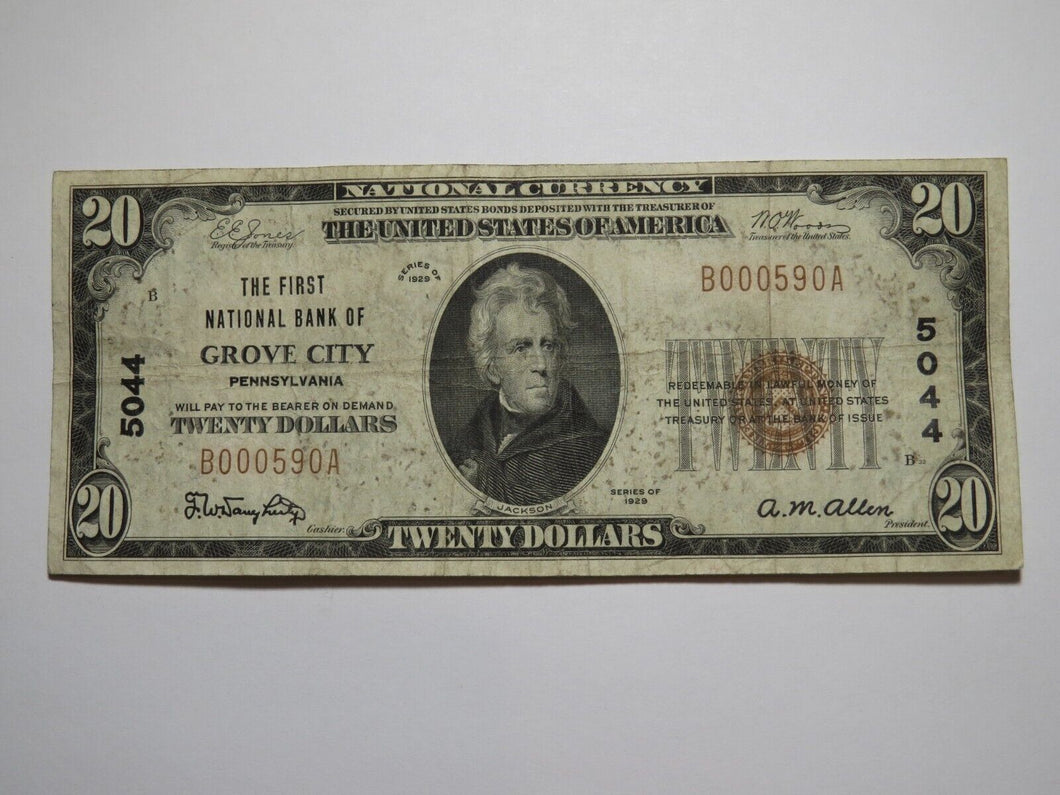 NATIONAL CURRENCY
SECURED BY UNITED STATES BONDS DEPOSITED WITH THE TREASURER OF
THE UNITED STATES OF AMERICA
20
20
E.E. Jones
Register of the Treasury.
W.O. Woods
Treasurer of the United States.
SERIES OF
1929
B000590A
B
THE FIRST
NATIONAL BANK OF
GROVE CITY
PENNSYLVANIA
WILL PAY TO THE BEARER ON DEMAND
TWENTY DOLLARS
B000590A
5044
5044
TWENTY
REDEEMABLE IN LAWFUL MONEY OF
THE UNITED STATES AT UNITED STATES
TREASURY OR AT THE BANK OF ISSUE
B
SERIES OF
1929
JACKSON
Cashier.
A. M. Allen
President.
20
TWENTY DOLLARS
20